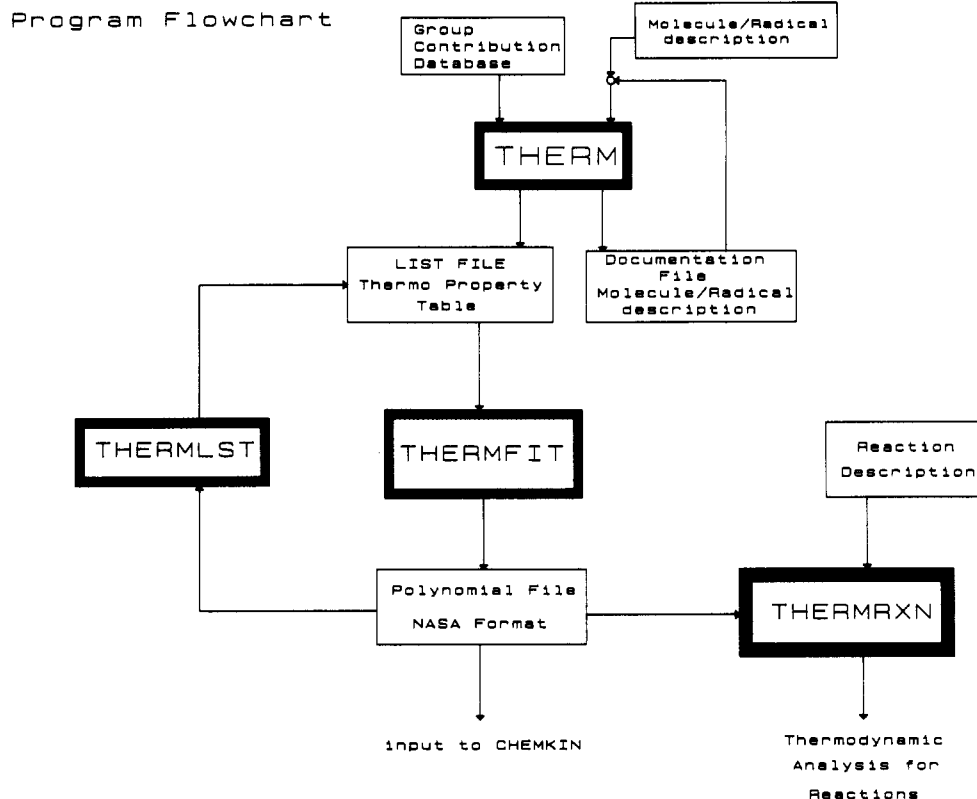 Program Flowchart
Group
Contribution
Database
Molecule/Radical
description
THERM
LIST FILE
Thermo Property
Table
Documentation
File
Molecule/Radical
description
THERMLST
THERMFIT
Reaction
Description
Polynomial File
NASA Format
THERMRXN
input to CHEMKIN
Thermodynamic
Analysis for
Reactions